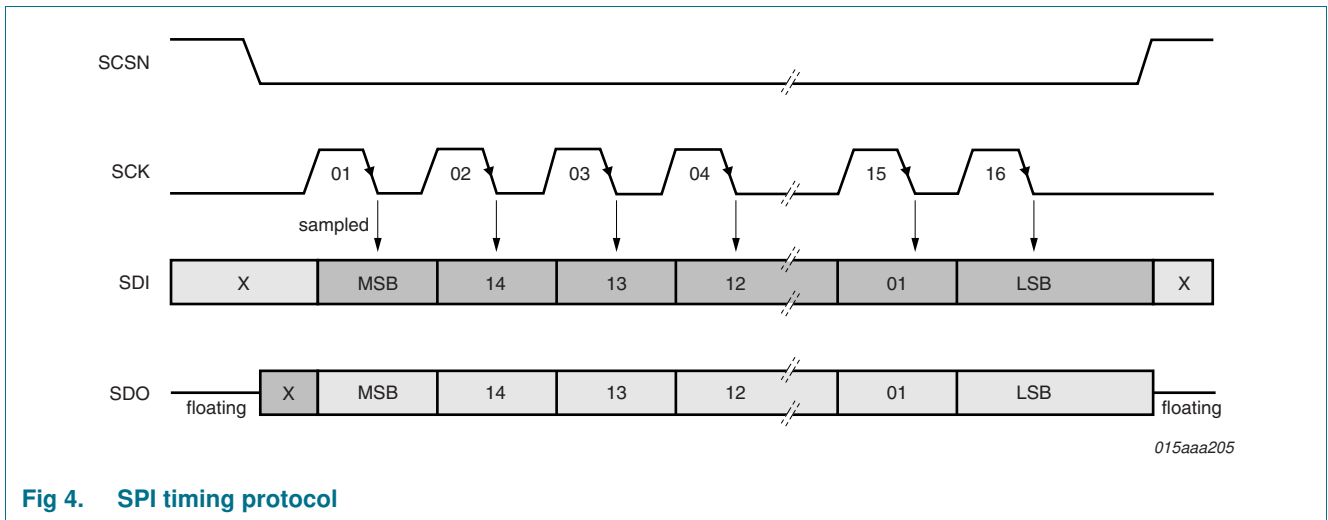 SCSN
SCK 01 02 03 04 15 16
sampled
SDI X MSB 14 13 12 01 LSB X
SDO X MSB 14 13 12 01 LSB
floating floating
015aaa205
Fig 4. SPI timing protocol